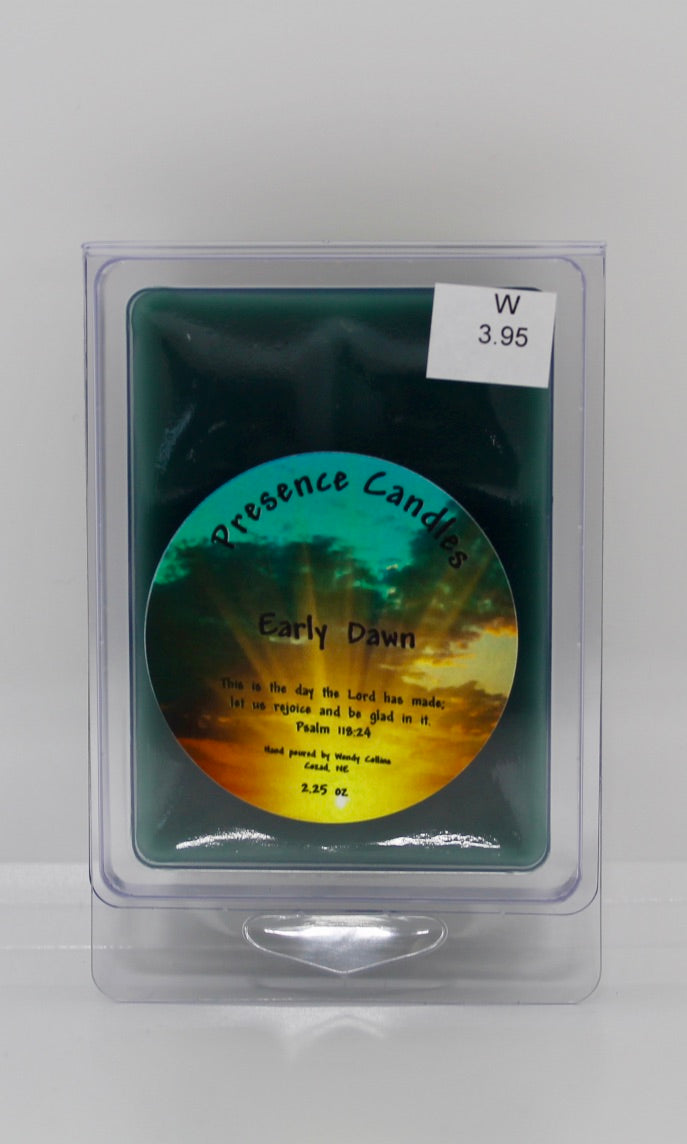 W
3.95
Presence Candles
Early Dawn
This is the day the Lord has made;
let us rejoice and be glad in it.
Psalm 118:24
Hand poured by Wendy Collins
Cozad, NE
2.25 oz